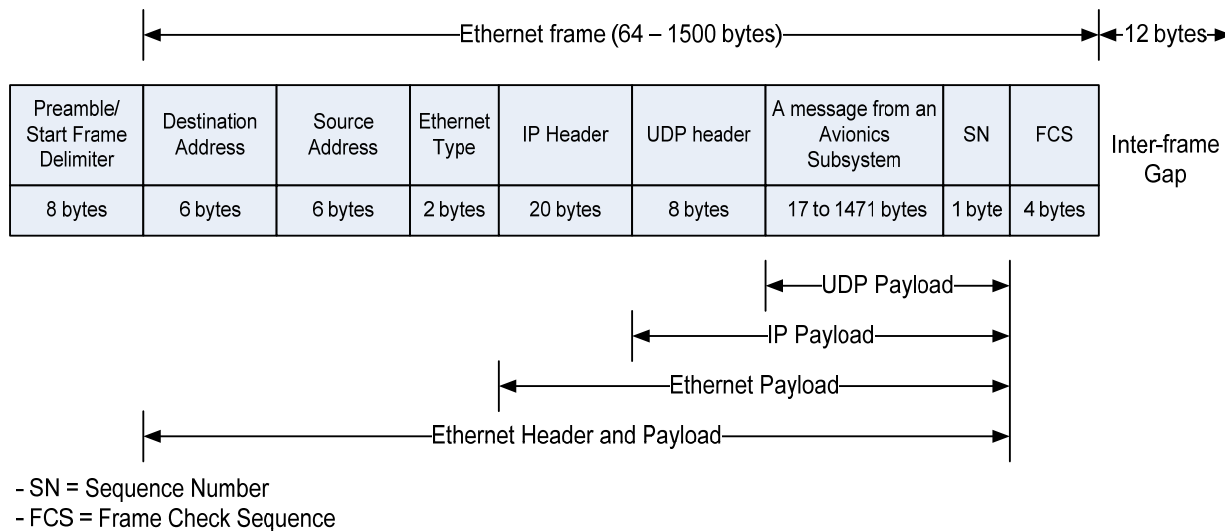 Ethernet frame (64 – 1500 bytes)
12 bytes
Preamble/
Start Frame
Delimiter
Destination
Address
Source
Address
Ethernet
Type
IP Header
UDP header
A message from an
Avionics
Subsystem
SN
FCS
Inter-frame
Gap
8 bytes
6 bytes
6 bytes
2 bytes
20 bytes
8 bytes
17 to 1471 bytes
1 byte
4 bytes
UDP Payload
IP Payload
Ethernet Payload
Ethernet Header and Payload
- SN = Sequence Number
- FCS = Frame Check Sequence